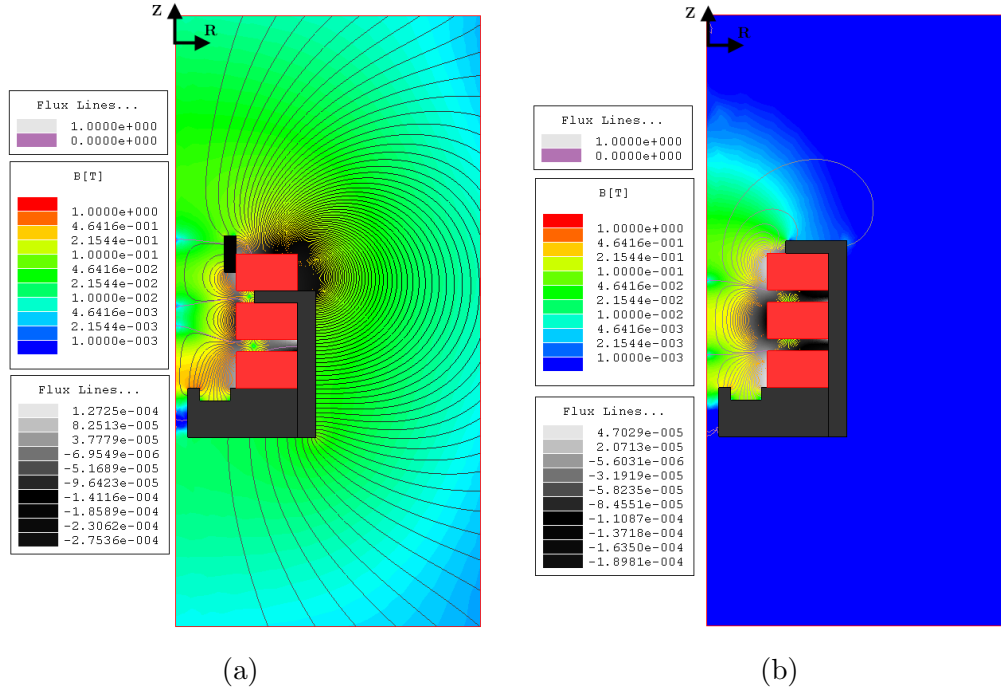 Z
R
Flux Lines...
1.0000e+000
0.0000e+000
B[T]
1.0000e+000
4.6416e-001
2.1544e-001
1.0000e-001
4.6416e-002
2.1544e-002
1.0000e-002
4.6416e-003
2.1544e-003
1.0000e-003
Flux Lines...
1.2725e-004
8.2513e-005
3.7779e-005
-6.9549e-006
-5.1689e-005
-9.6423e-005
-1.4116e-004
-1.8589e-004
-2.3062e-004
-2.7536e-004
(a)
Z
R
Flux Lines...
1.0000e+000
0.0000e+000
B[T]
1.0000e+000
4.6416e-001
2.1544e-001
1.0000e-001
4.6416e-002
2.1544e-002
1.0000e-002
4.6416e-003
2.1544e-003
1.0000e-003
Flux Lines...
4.7029e-005
2.0713e-005
-5.6031e-006
-3.1919e-005
-5.8235e-005
-8.4551e-005
-1.1087e-004
-1.3718e-004
-1.6350e-004
-1.8981e-004
(b)